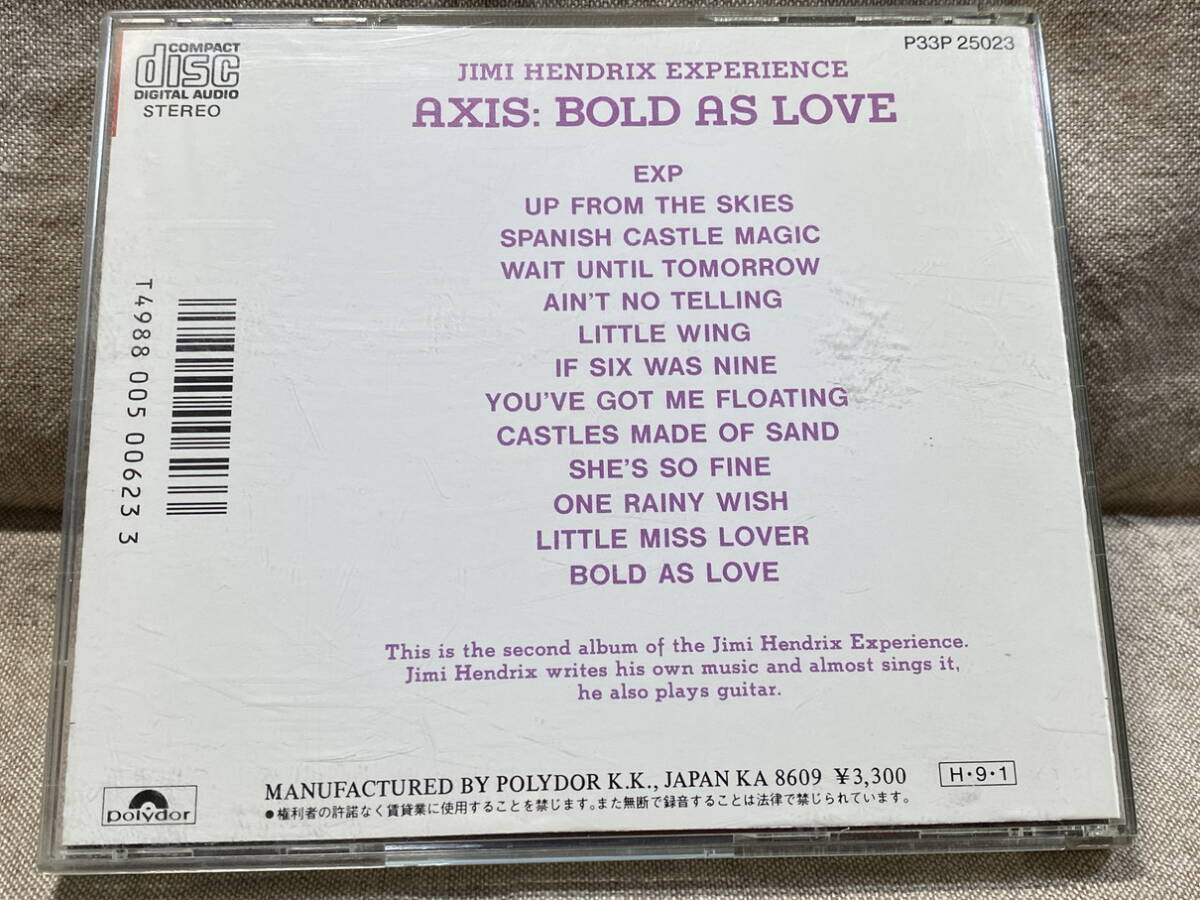 COMPACT
disc
DIGITAL AUDIO
STEREO
P33P 25023
JIMI HENDRIX EXPERIENCE
AXIS: BOLD AS LOVE
EXP
UP FROM THE SKIES
SPANISH CASTLE MAGIC
WAIT UNTIL TOMORROW
AIN'T NO TELLING
LITTLE WING
IF SIX WAS NINE
YOU'VE GOT ME FLOATING
CASTLES MADE OF SAND
SHE'S SO FINE
ONE RAINY WISH
LITTLE MISS LOVER
BOLD AS LOVE
T4988 005 00623 3
This is the second album of the Jimi Hendrix Experience.
Jimi Hendrix writes his own music and almost sings it,
he also plays guitar.
MANUFACTURED BY POLYDOR K.K., JAPAN KA 8609 ¥3,300
H・9・1
●権利者の許諾なく賃貸業に使用することを禁じます。また無断で録音することは法律で禁じられています。
polydor